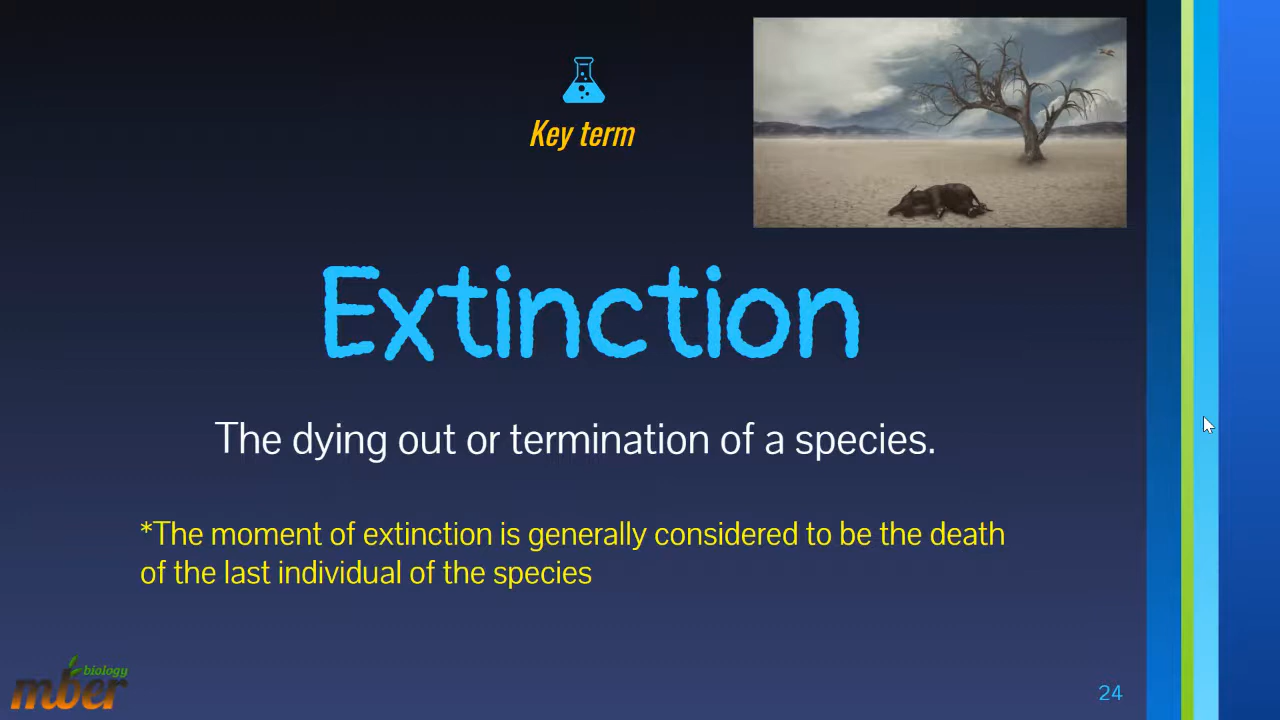 Key term
Extinction
The dying out or termination of a species.
*The moment of extinction is generally considered to be the death
of the last individual of the species
biology
mber
24